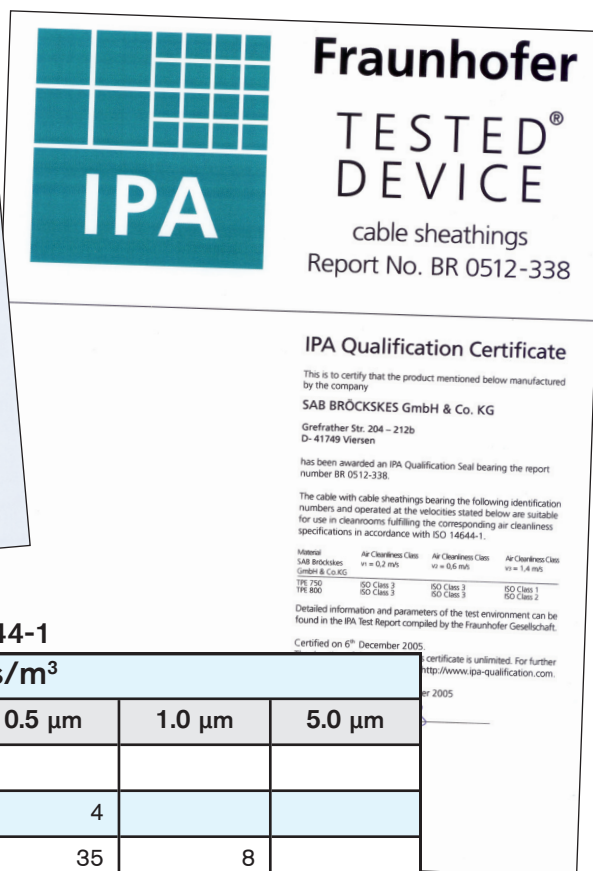 IPA
Fraunhofer
TESTED®
DEVICE
cable sheathings
Report No. BR 0512-338
IPA Qualification Certificate
This is to certify that the product mentioned below manufactured
by the company
SAB BRÖCKSKES GmbH & Co. KG
Grefrather Str. 204 – 212b
D- 41749 Viersen
has been awarded an IPA Qualification Seal bearing the report
number BR 0512-338.
The cable with cable sheathings bearing the following identification
numbers and operated at the velocities stated below are suitable
for use in cleanrooms fulfilling the corresponding air cleanliness
specifications in accordance with ISO 14644-1.
Material Air Cleanliness Class Air Cleanliness Class Air Cleanliness Class
SAB Bröckskes v1 = 0,2 m/s v2 = 0,6 m/s v3 = 1,4 m/s
GmbH & Co.KG
TPE 750 ISO Class 3 ISO Class 3 ISO Class 1
TPE 800 ISO Class 3 ISO Class 3 ISO Class 2
Detailed information and parameters of the test environment can be
found in the IPA Test Report compiled by the Fraunhofer Gesellschaft.
Certified on 6th December 2005.
certificate is unlimited. For further
http://www.ipa-qualification.com.
2005
44-1
s/m³
0.5 µm 1.0 µm 5.0 µm
4
35 8